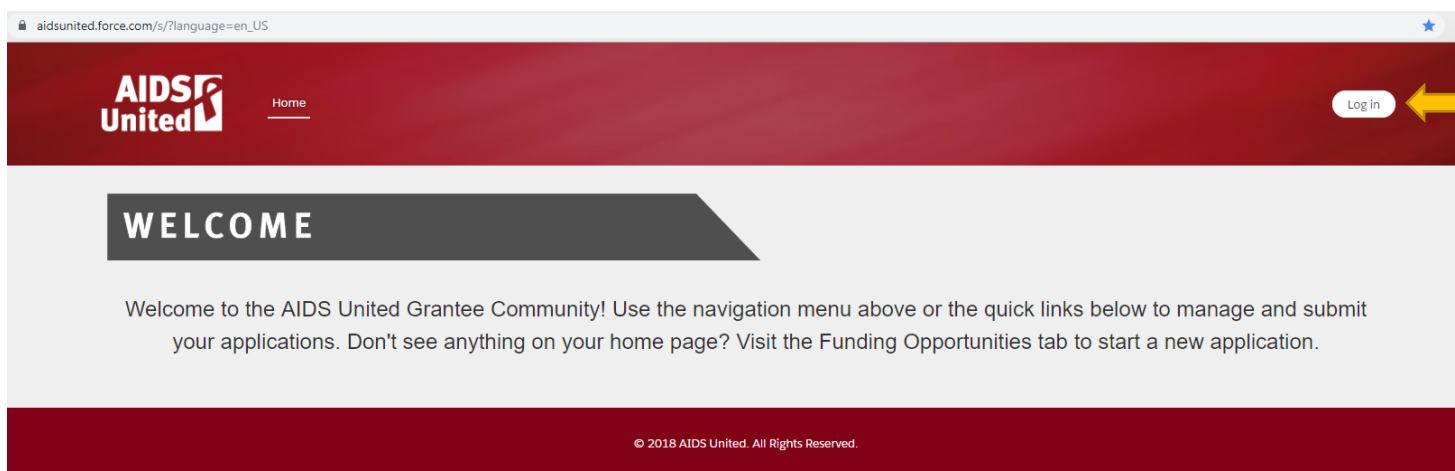 aidsunited.force.com/s/?language=en_US
AIDS
United
Home
Log in
WELCOME
Welcome to the AIDS United Grantee Community! Use the navigation menu above or the quick links below to manage and submit
your applications. Don't see anything on your home page? Visit the Funding Opportunities tab to start a new application.
© 2018 AIDS United. All Rights Reserved.